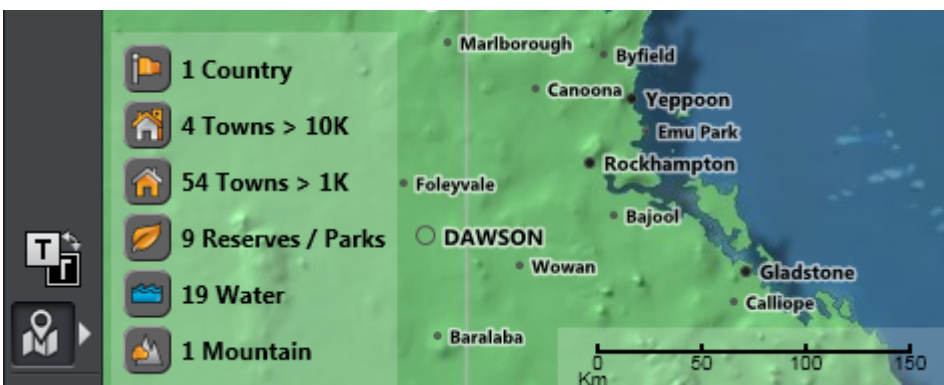 1 Country
4 Towns > 10K
54 Towns > 1K
9 Reserves / Parks
19 Water
1 Mountain
T
Marlborough
Byfield
Canoona
Yeppoon
Emu Park
Rockhampton
Foleyvale
Bajool
DAWSON
Wowan
Gladstone
Calliope
Baralaba
0 50 100 150
Km